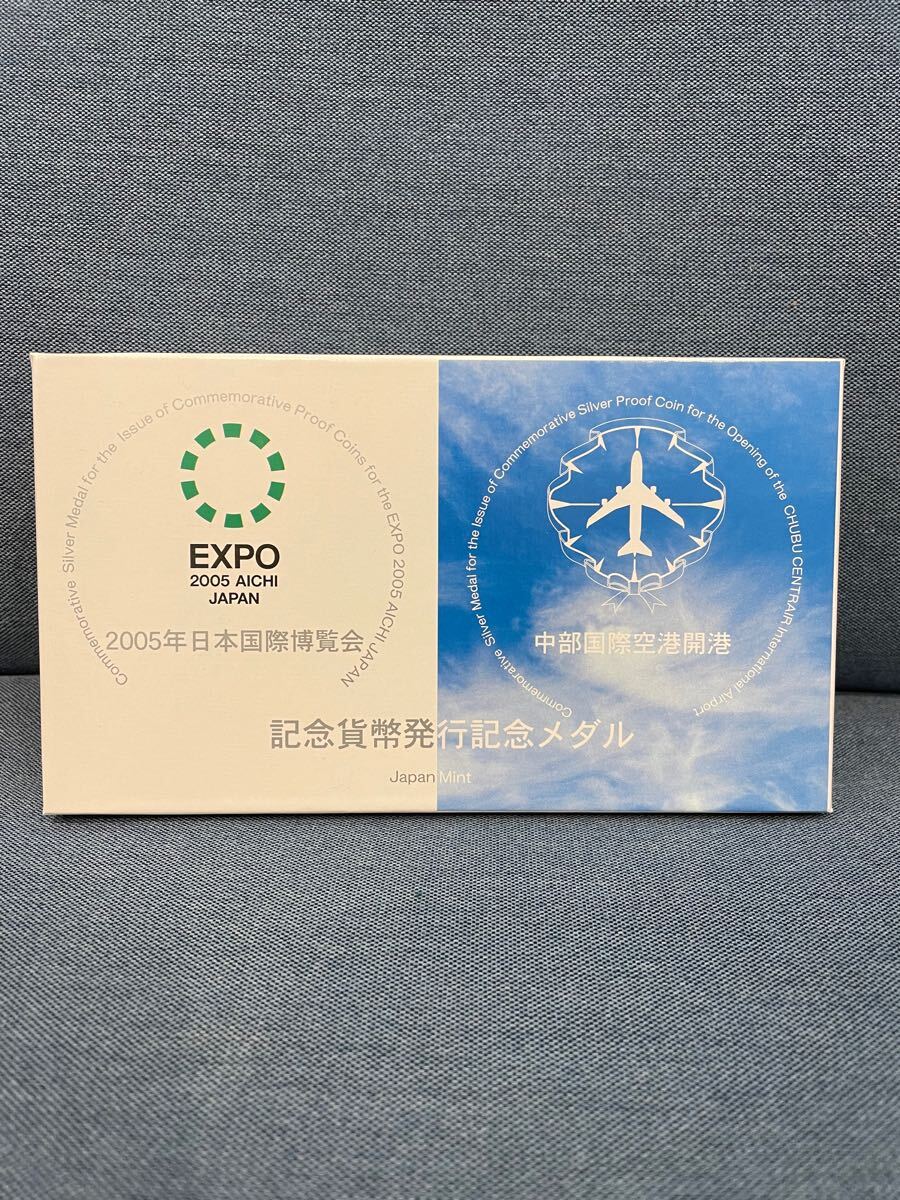 Commemorative Silver Medal for the Issue of Commemorative Proof Coins for the EXPO 2005 AICHI JAPAN
EXPO
2005 AICHI
JAPAN
2005年日本国際博覧会
Commemorative Silver Medal for the Issue of Commemorative Silver Proof Coin for the Opening of the CHUBU CENTRAIR International Airport
中部国際空港開港
記念貨幣発行記念メダル
Japan Mint